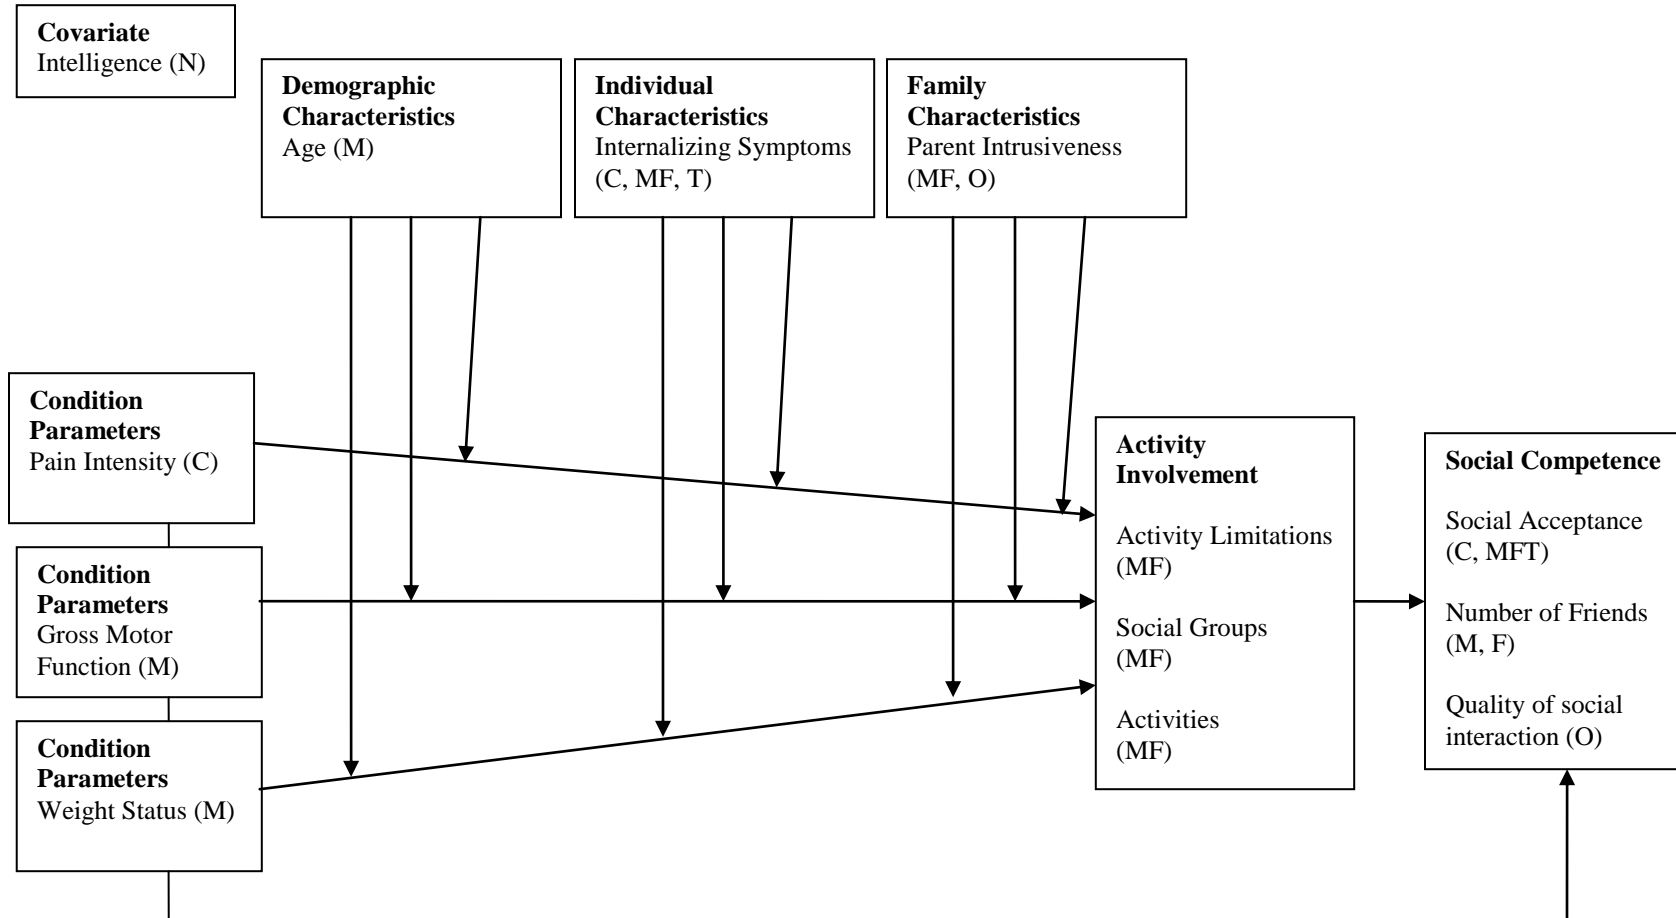 Covariate
Intelligence (N)
Demographic
Characteristics
Age (M)
Individual
Characteristics
Internalizing Symptoms
(C, MF, T)
Family
Characteristics
Parent Intrusiveness
(MF, O)
Condition
Parameters
Pain Intensity (C)
Condition
Parameters
Gross Motor
Function (M)
Condition
Parameters
Weight Status (M)
Activity
Involvement
Activity Limitations
(MF)
Social Groups
(MF)
Activities
(MF)
Social Competence
Social Acceptance
(C, MFT)
Number of Friends
(M, F)
Quality of social
interaction (O)